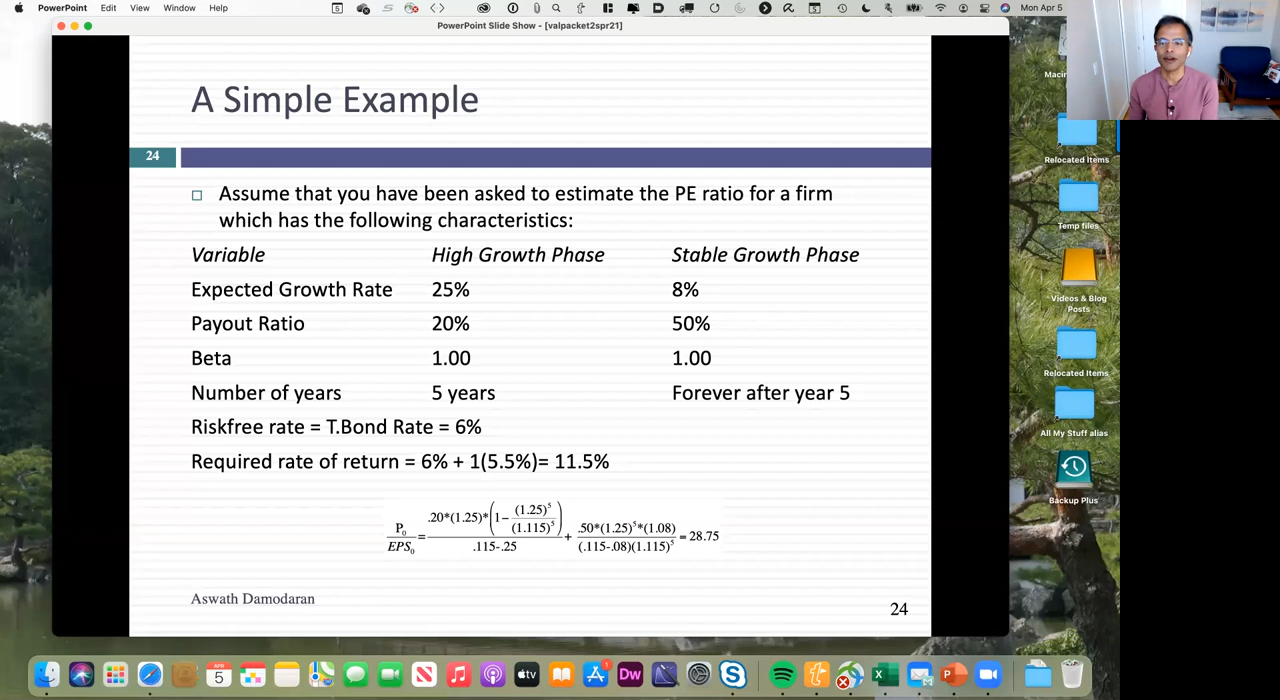 PowerPoint Edit View Window Help Mon Apr 5
PowerPoint Slide Show - [valpacket2spr21]
A Simple Example
24
Assume that you have been asked to estimate the PE ratio for a firm
which has the following characteristics:
Variable High Growth Phase Stable Growth Phase
Expected Growth Rate 25% 8%
Payout Ratio 20% 50%
Beta 1.00 1.00
Number of years 5 years Forever after year 5
Riskfree rate = T.Bond Rate = 6%
Required rate of return = 6% + 1(5.5%)= 11.5%
P₀/EPS₀ = .20*(1.25)*(1−(1.25)⁵/(1.115)⁵)/.115-.25 + .50*(1.25)⁵*(1.08)/(.115-.08)(1.115)⁵ = 28.75
Aswath Damodaran
24
Relocated Items
Temp files
Videos & Blog
Posts
Relocated Items
All My Stuff alias
Backup Plus
APR
5
tv
1
Dw